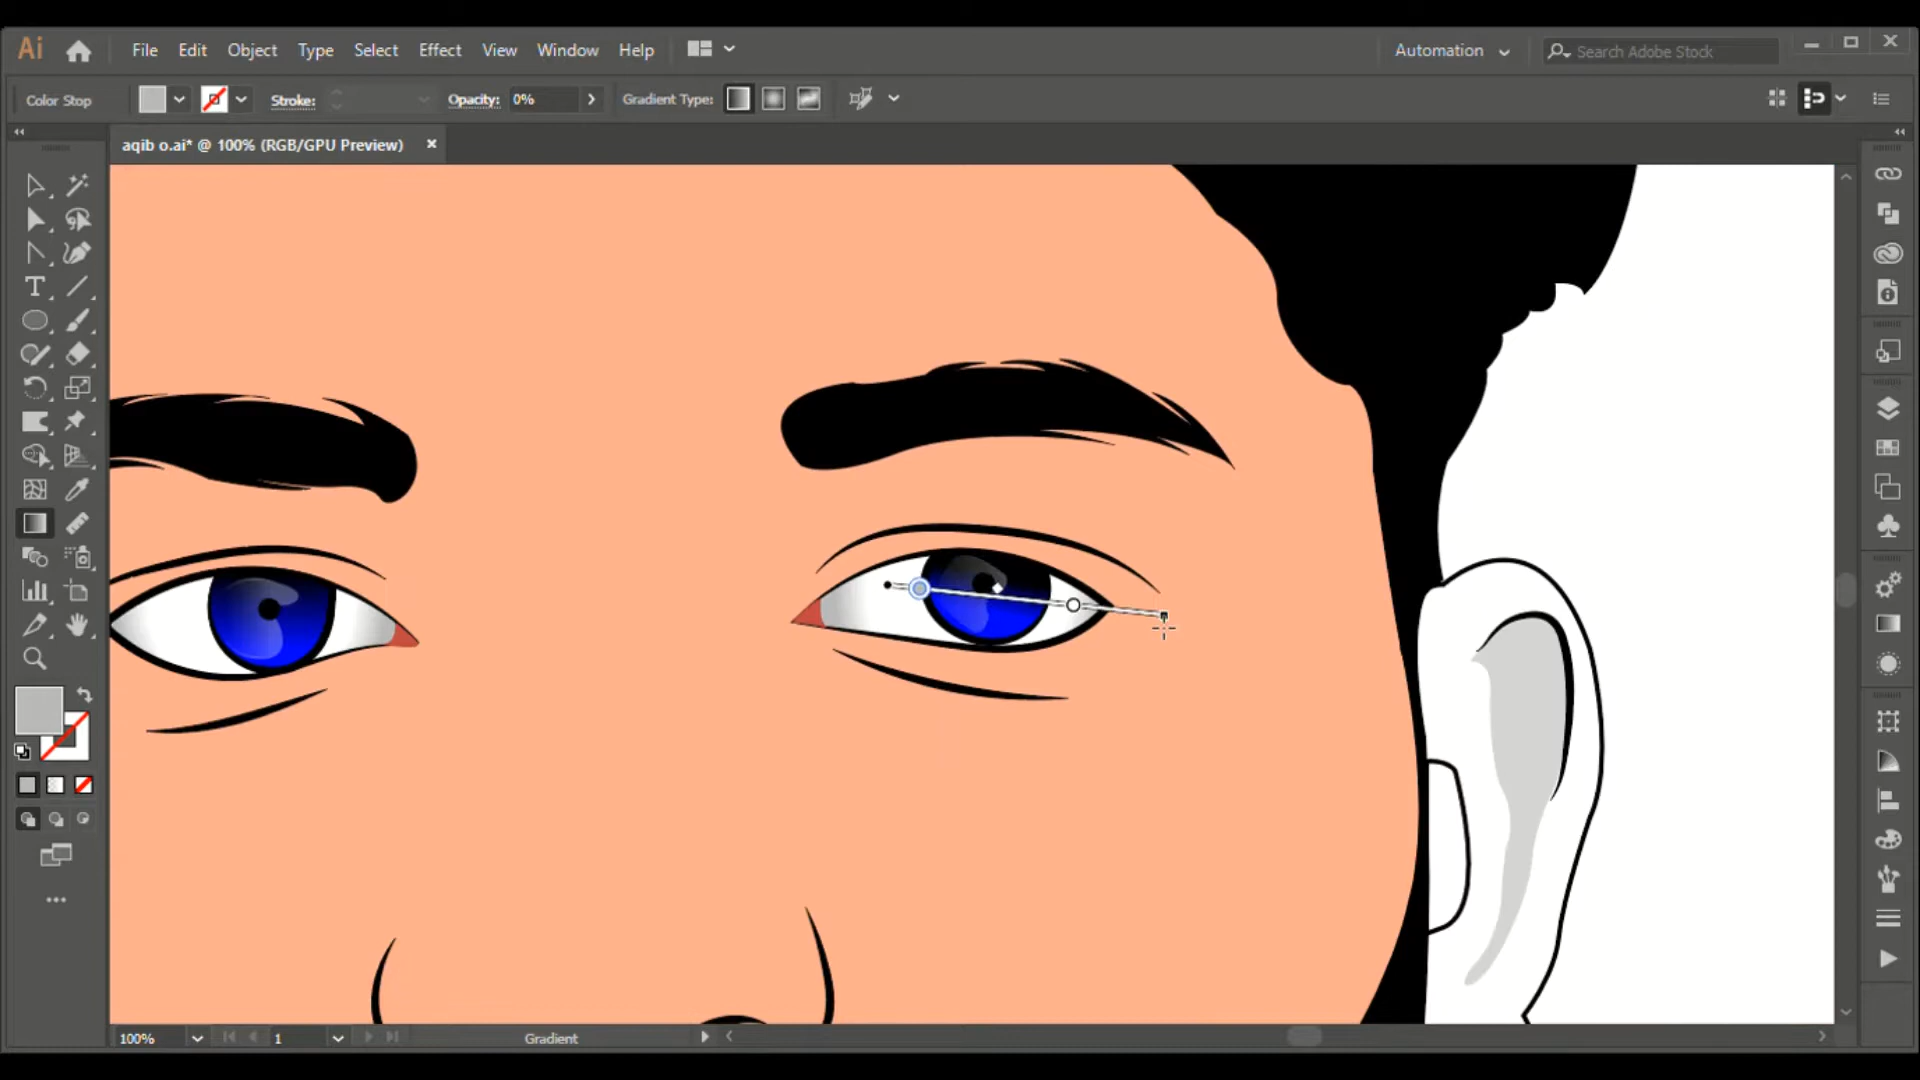 Ai File Edit Object Type Select Effect View Window Help Automation Search Adobe Stock
Color Stop Stroke: Opacity: 0% Gradient Type:
aqib o.ai* @ 100% (RGB/GPU Preview)
100% 1 Gradient